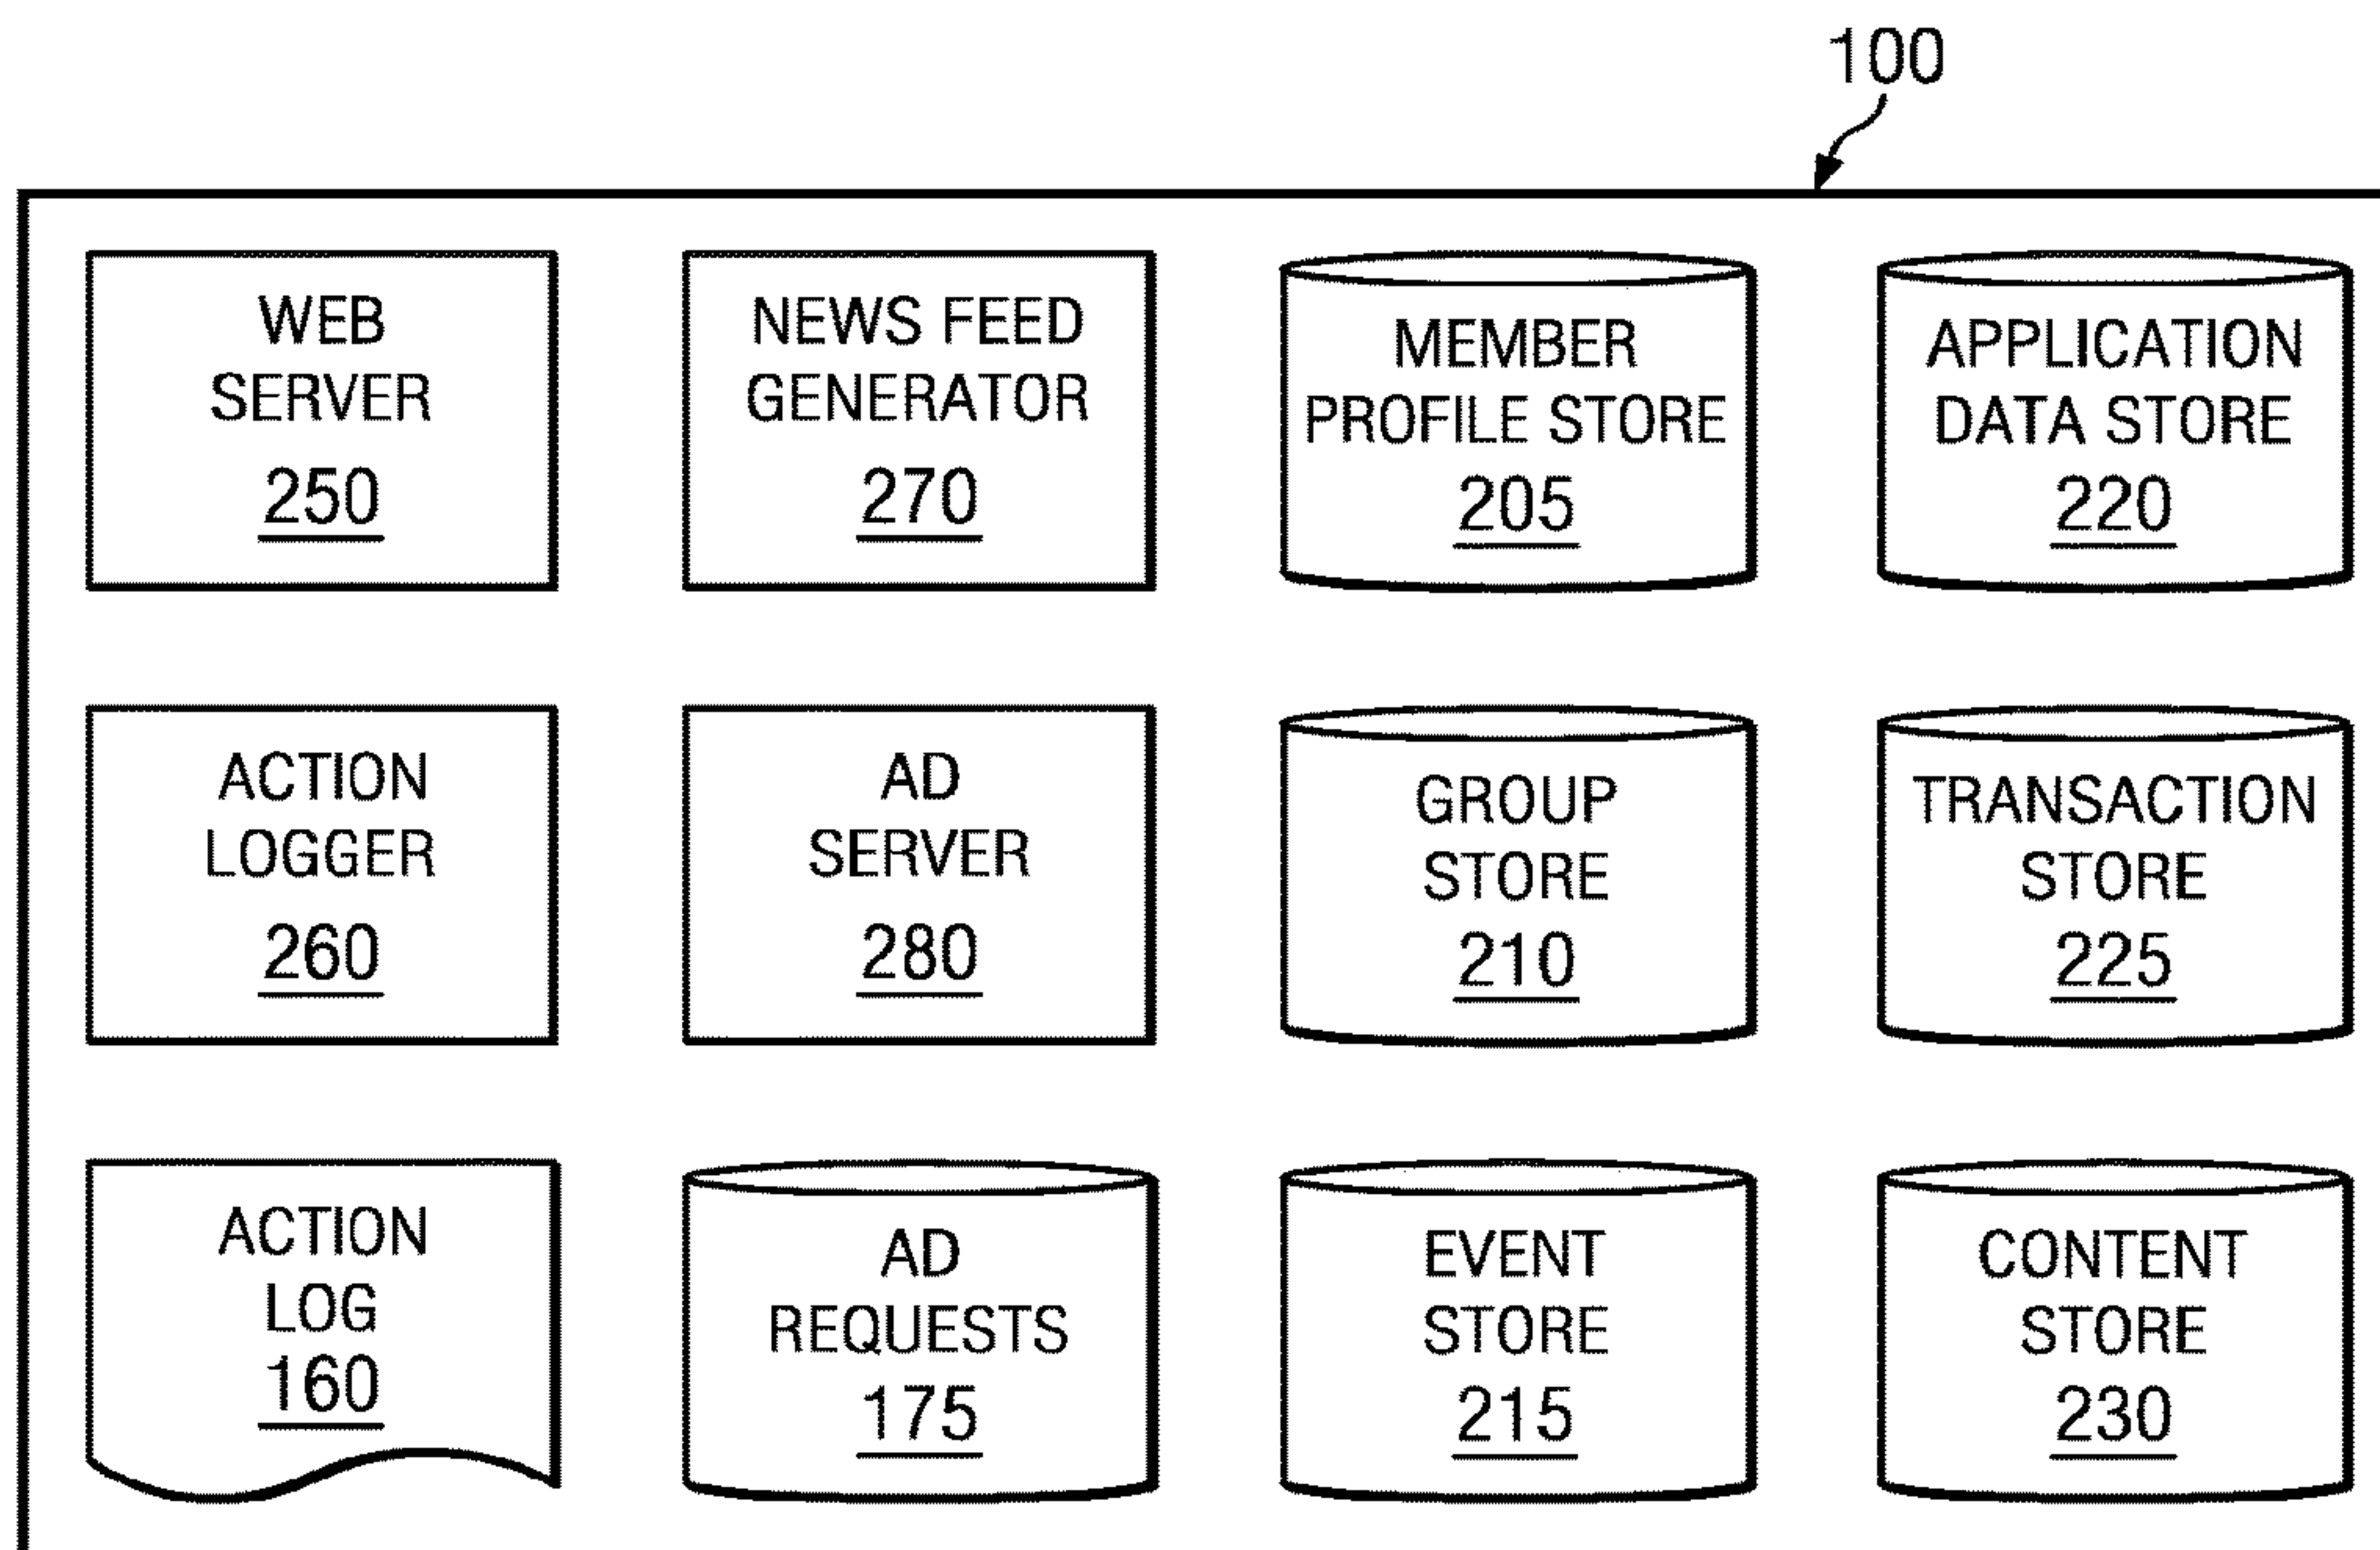 100
WEB
SERVER
250
NEWS FEED
GENERATOR
270
MEMBER
PROFILE STORE
205
APPLICATION
DATA STORE
220
ACTION
LOGGER
260
AD
SERVER
280
GROUP
STORE
210
TRANSACTION
STORE
225
ACTION
LOG
160
AD
REQUESTS
175
EVENT
STORE
215
CONTENT
STORE
230